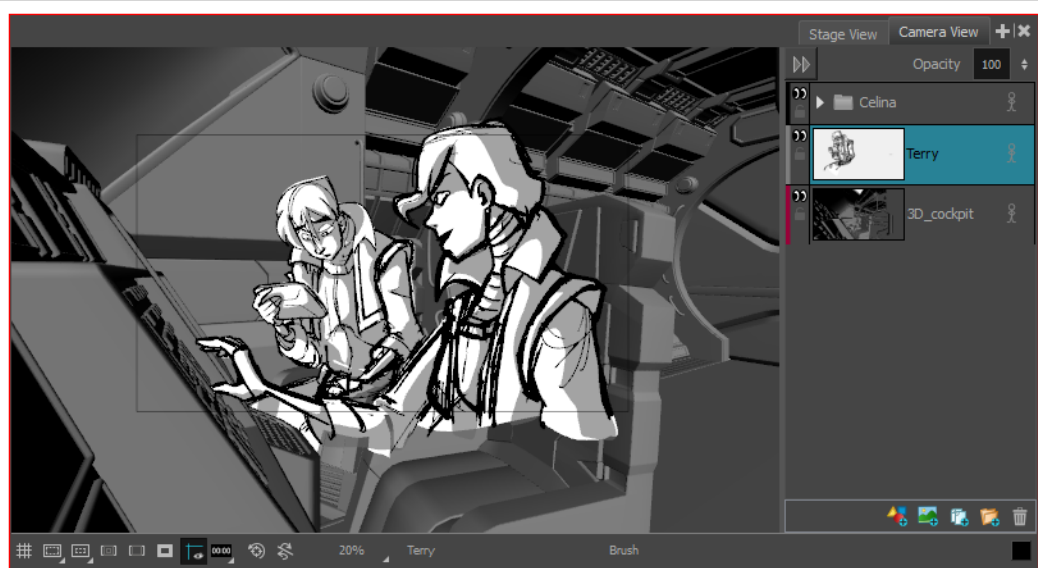 Stage View
Camera View
Opacity 100
Celina
Terry
3D_cockpit
00:00
20%
Terry
Brush